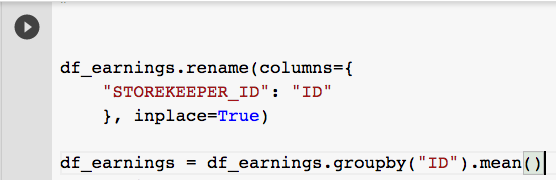 df_earnings.rename(columns={
    "STOREKEEPER_ID": "ID"
    }, inplace=True)
df_earnings = df_earnings.groupby("ID").mean()